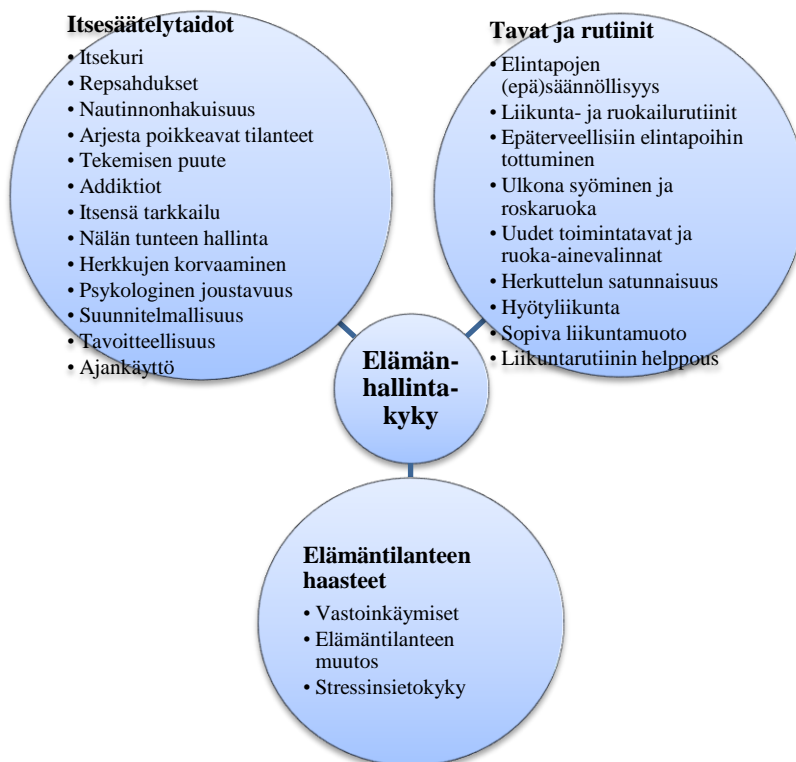 Itsesäätelytaidot
• Itsekuri
• Repsahdukset
• Nautinnonhakuisuus
• Arjesta poikkeavat tilanteet
• Tekemisen puute
• Addiktiot
• Itsensä tarkkailu
• Nälän tunteen hallinta
• Herkkujen korvaaminen
• Psykologinen joustavuus
• Suunnitelmallisuus
• Tavoitteellisuus
• Ajankäyttö
Tavat ja rutiinit
• Elintapojen
(epä)säännöllisyys
• Liikunta- ja ruokailurutiinit
• Epäterveellisiin elintapoihin
tottuminen
• Ulkona syöminen ja
roskaruoka
• Uudet toimintatavat ja
ruoka-ainevalinnat
• Herkuttelun satunnaisuus
• Hyötyliikunta
• Sopiva liikuntamuoto
• Liikuntarutiinin helppous
Elämän-
hallinta-
kyky
Elämäntilanteen
haasteet
• Vastoinkäymiset
• Elämäntilanteen
muutos
• Stressinsietokyky